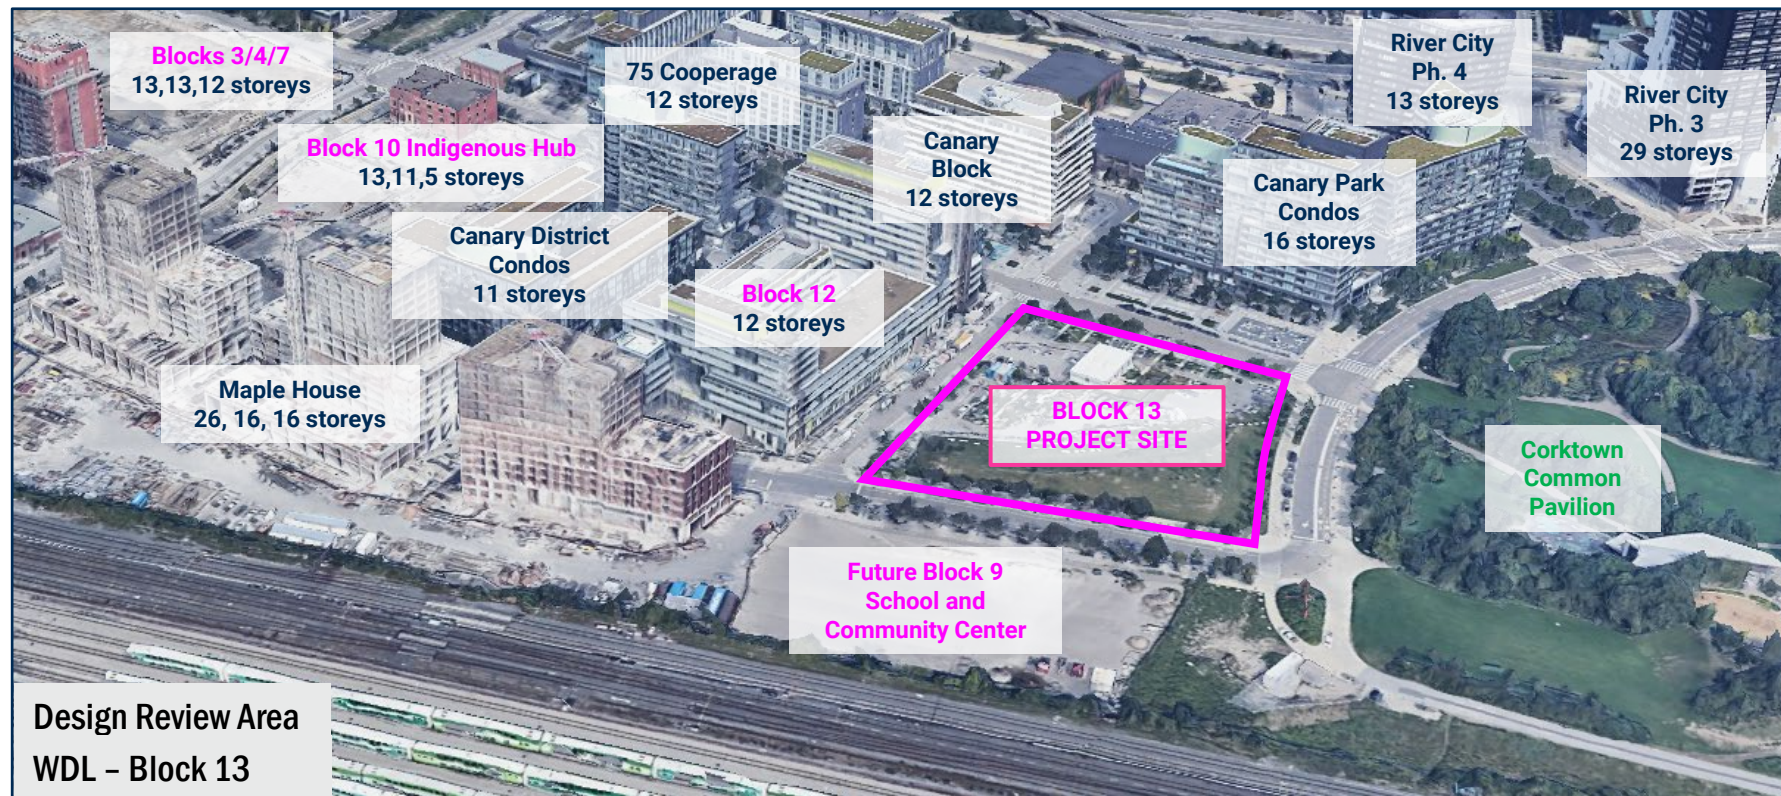 Blocks 3/4/7
13,13,12 storeys
75 Cooperage
12 storeys
River City
Ph. 4
13 storeys
River City
Ph. 3
29 storeys
Block 10 Indigenous Hub
13,11,5 storeys
Canary
Block
12 storeys
Canary Park
Condos
16 storeys
Canary District
Condos
11 storeys
Block 12
12 storeys
Maple House
26, 16, 16 storeys
BLOCK 13
PROJECT SITE
Corktown
Common
Pavilion
Future Block 9
School and
Community Center
Design Review Area
WDL – Block 13